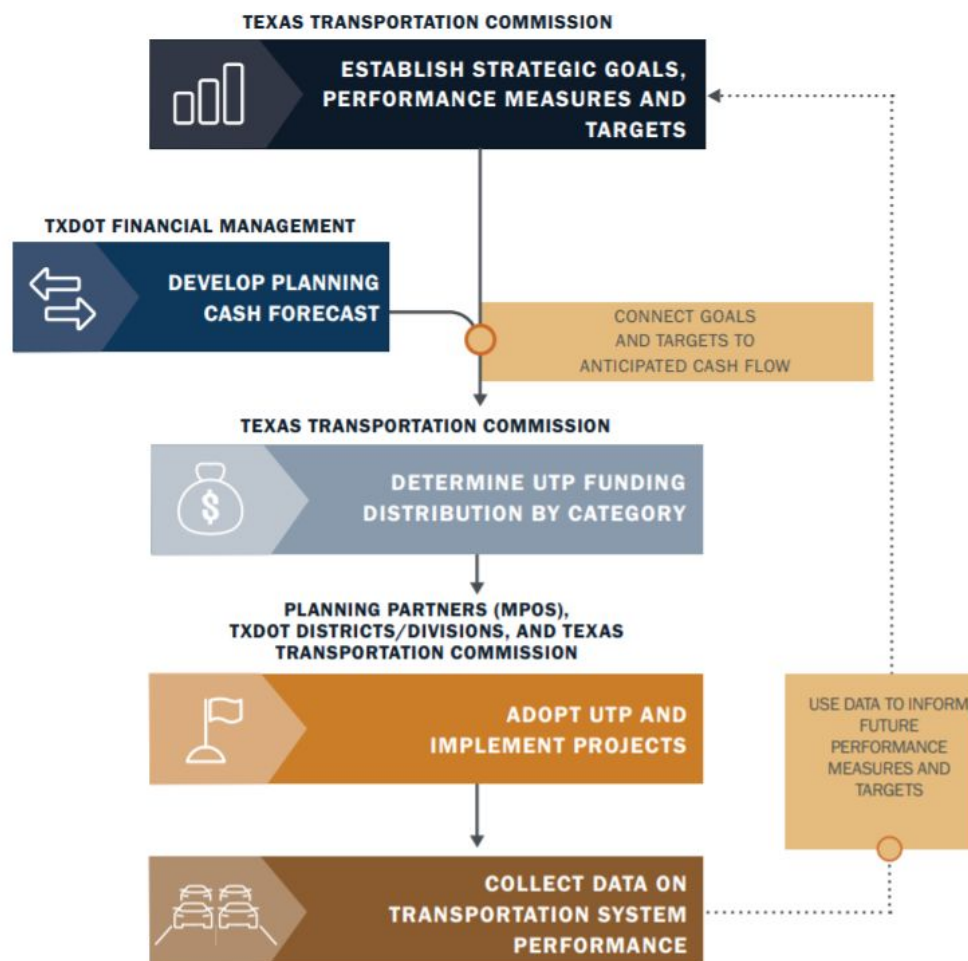 TEXAS TRANSPORTATION COMMISSION
ESTABLISH STRATEGIC GOALS,
PERFORMANCE MEASURES AND
TARGETS
TXDOT FINANCIAL MANAGEMENT
DEVELOP PLANNING
CASH FORECAST
CONNECT GOALS
AND TARGETS TO
ANTICIPATED CASH FLOW
TEXAS TRANSPORTATION COMMISSION
$
DETERMINE UTP FUNDING
DISTRIBUTION BY CATEGORY
PLANNING PARTNERS (MPOS),
TXDOT DISTRICTS/DIVISIONS, AND TEXAS
TRANSPORTATION COMMISSION
ADOPT UTP AND
IMPLEMENT PROJECTS
USE DATA TO INFORM
FUTURE
PERFORMANCE
MEASURES AND
TARGETS
COLLECT DATA ON
TRANSPORTATION SYSTEM
PERFORMANCE